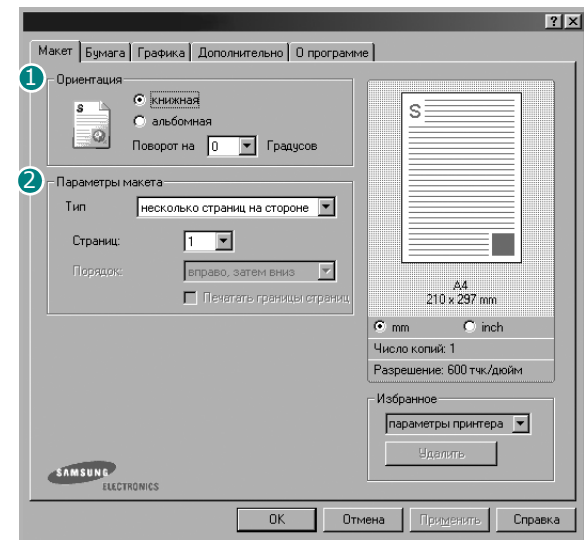 ? X
Макет Бумага Графика Дополнительно О программе
1 Ориентация
S
книжная
альбомная
Поворот на 0 Градусов
2 Параметры макета
Тип несколько страниц на стороне
Страниц: 1
Порядок: вправо, затем вниз
Печатать границы страниц
S
A4
210 x 297 mm
mm inch
Число копий: 1
Разрешение: 600 тчк/дюйм
Избранное
параметры принтера
Удалить
SAMSUNG
ELECTRONICS
OK Отмена Применить Справка